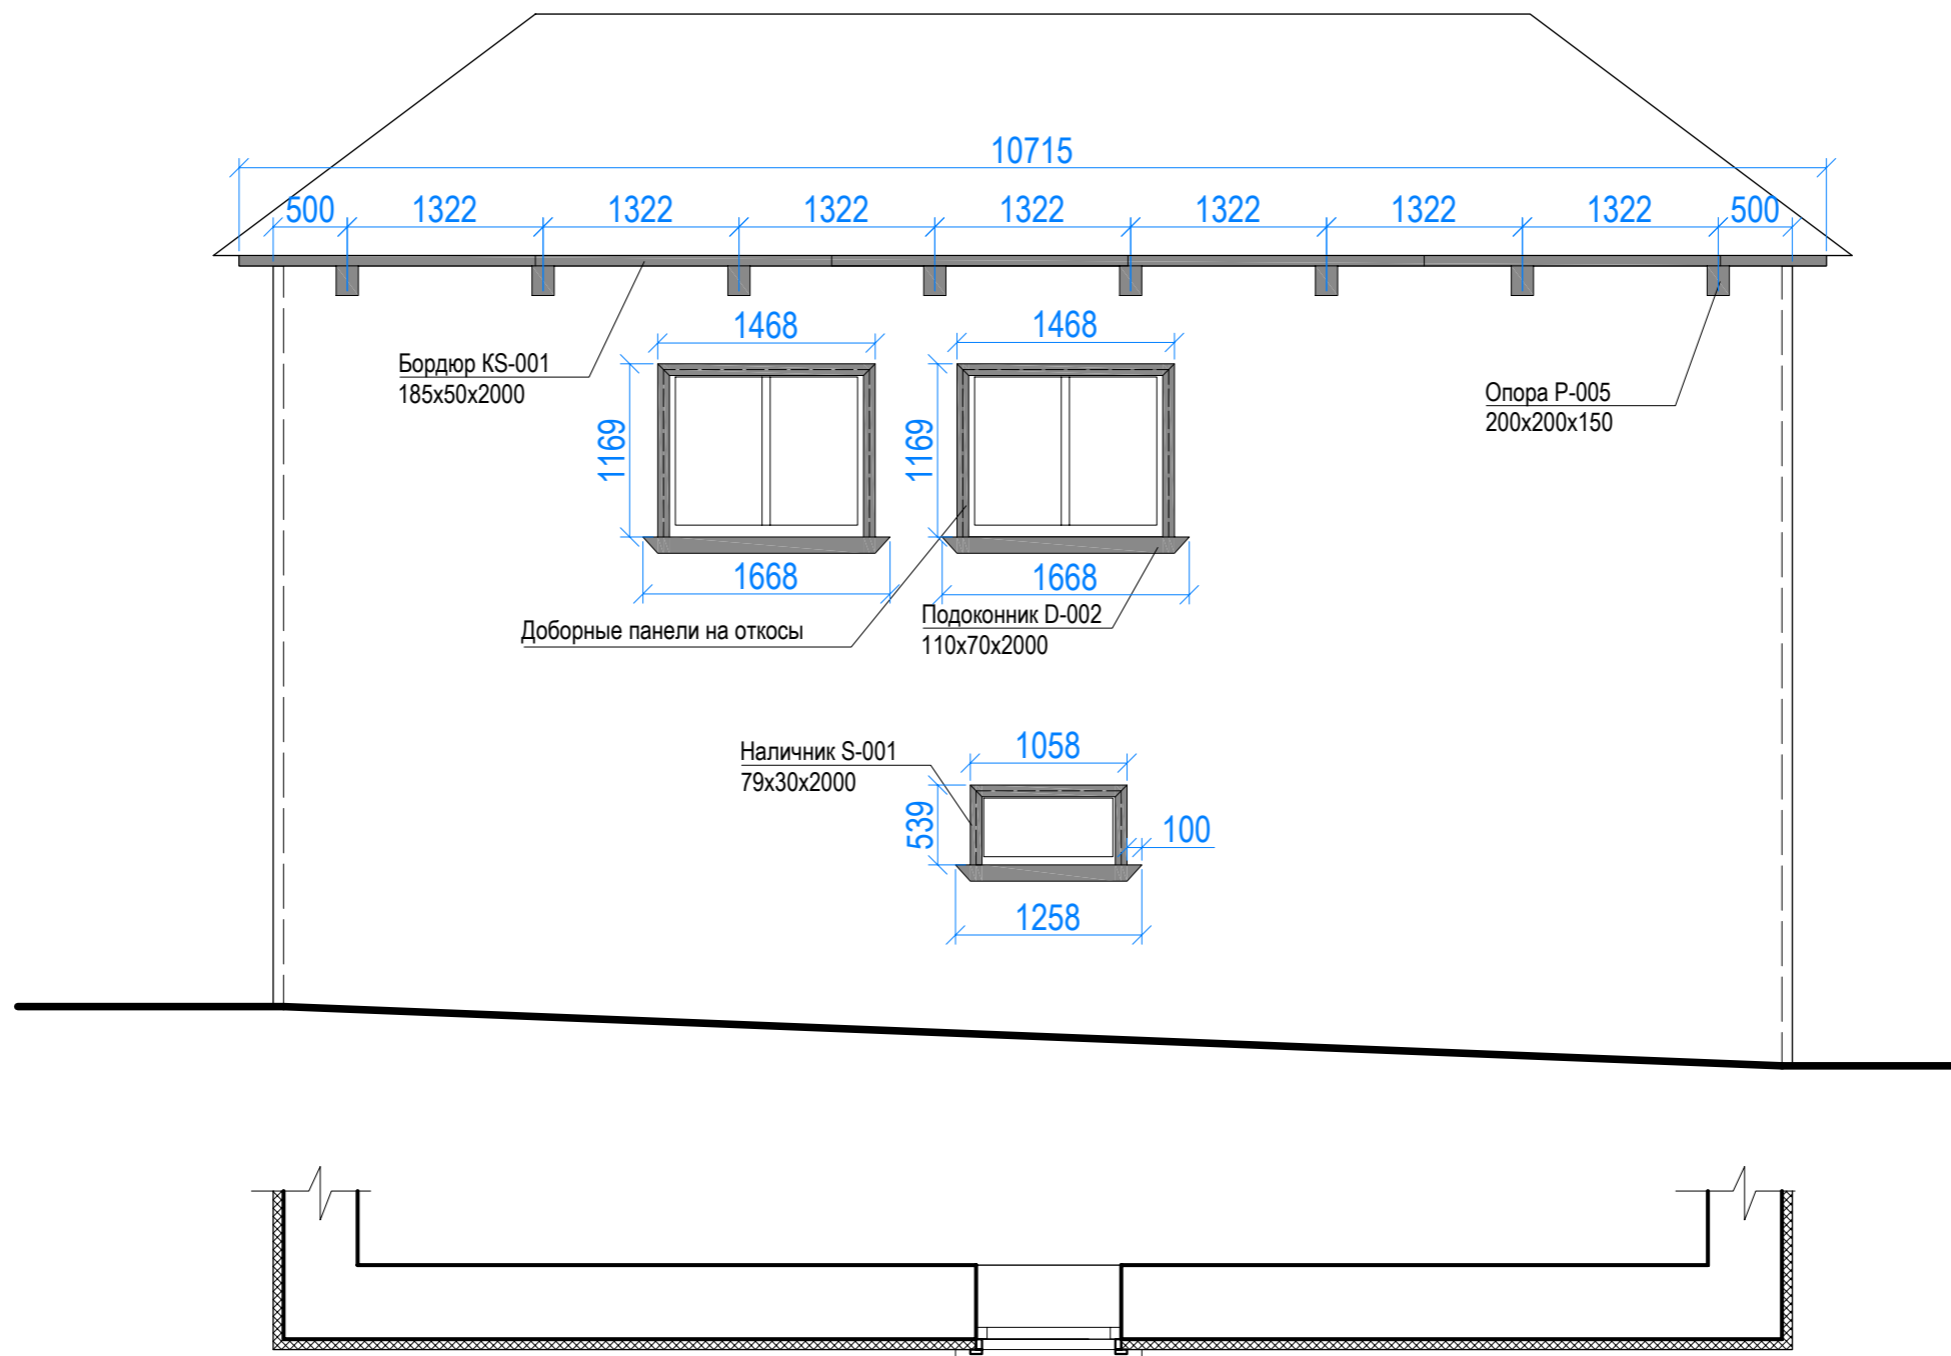 10715
500 1322 1322 1322 1322 1322 1322 1322 500
1468 1468
Бордюр KS-001
185x50x2000
Опора P-005
200x200x150
1169 1169
1668 1668
Доборные панели на откосы
Подоконник D-002
110x70x2000
Наличник S-001
79x30x2000
1058
539
100
1258